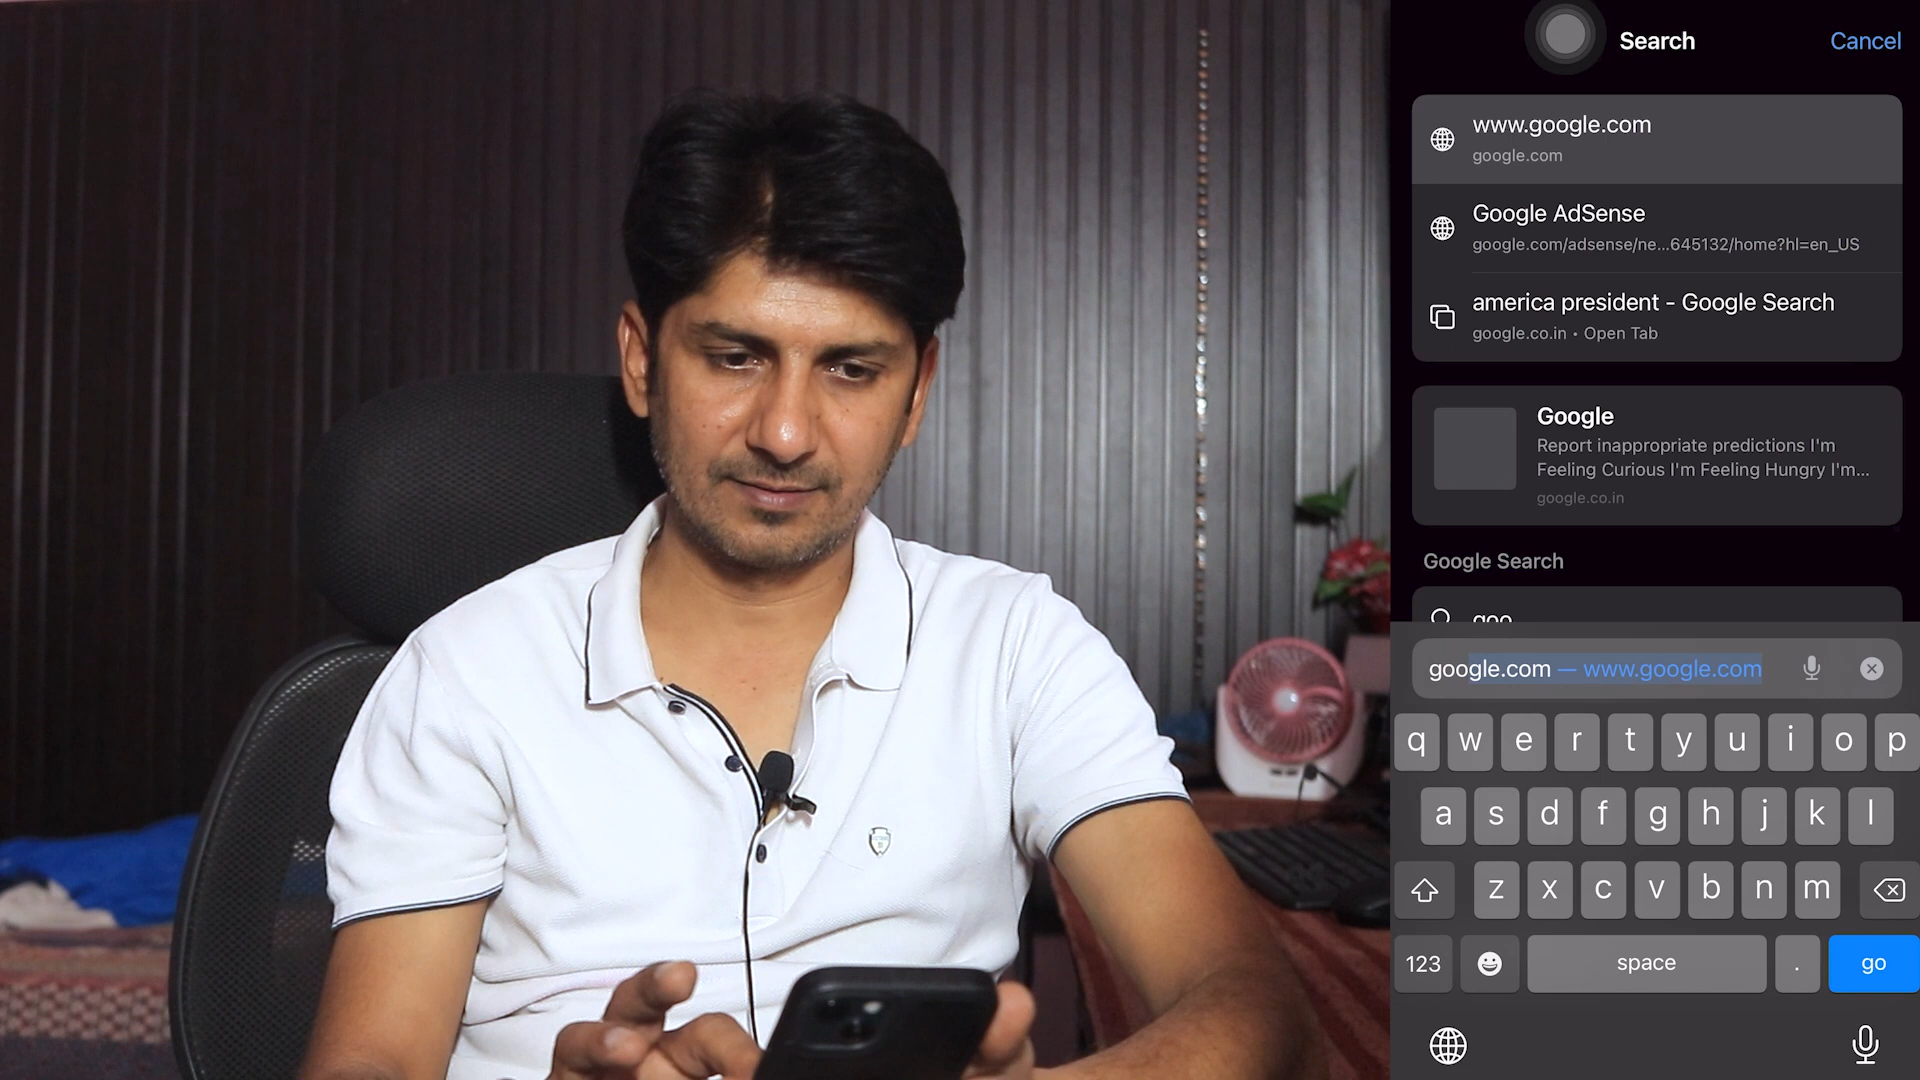 Search
Cancel
www.google.com
google.com
Google AdSense
google.com/adsense/ne...645132/home?hl=en_US
america president - Google Search
google.co.in • Open Tab
Google
Report inappropriate predictions I'm
Feeling Curious I'm Feeling Hungry I'm...
google.co.in
Google Search
goo
google.com — www.google.com
q w e r t y u i o p
a s d f g h j k l
z x c v b n m
123 space . go